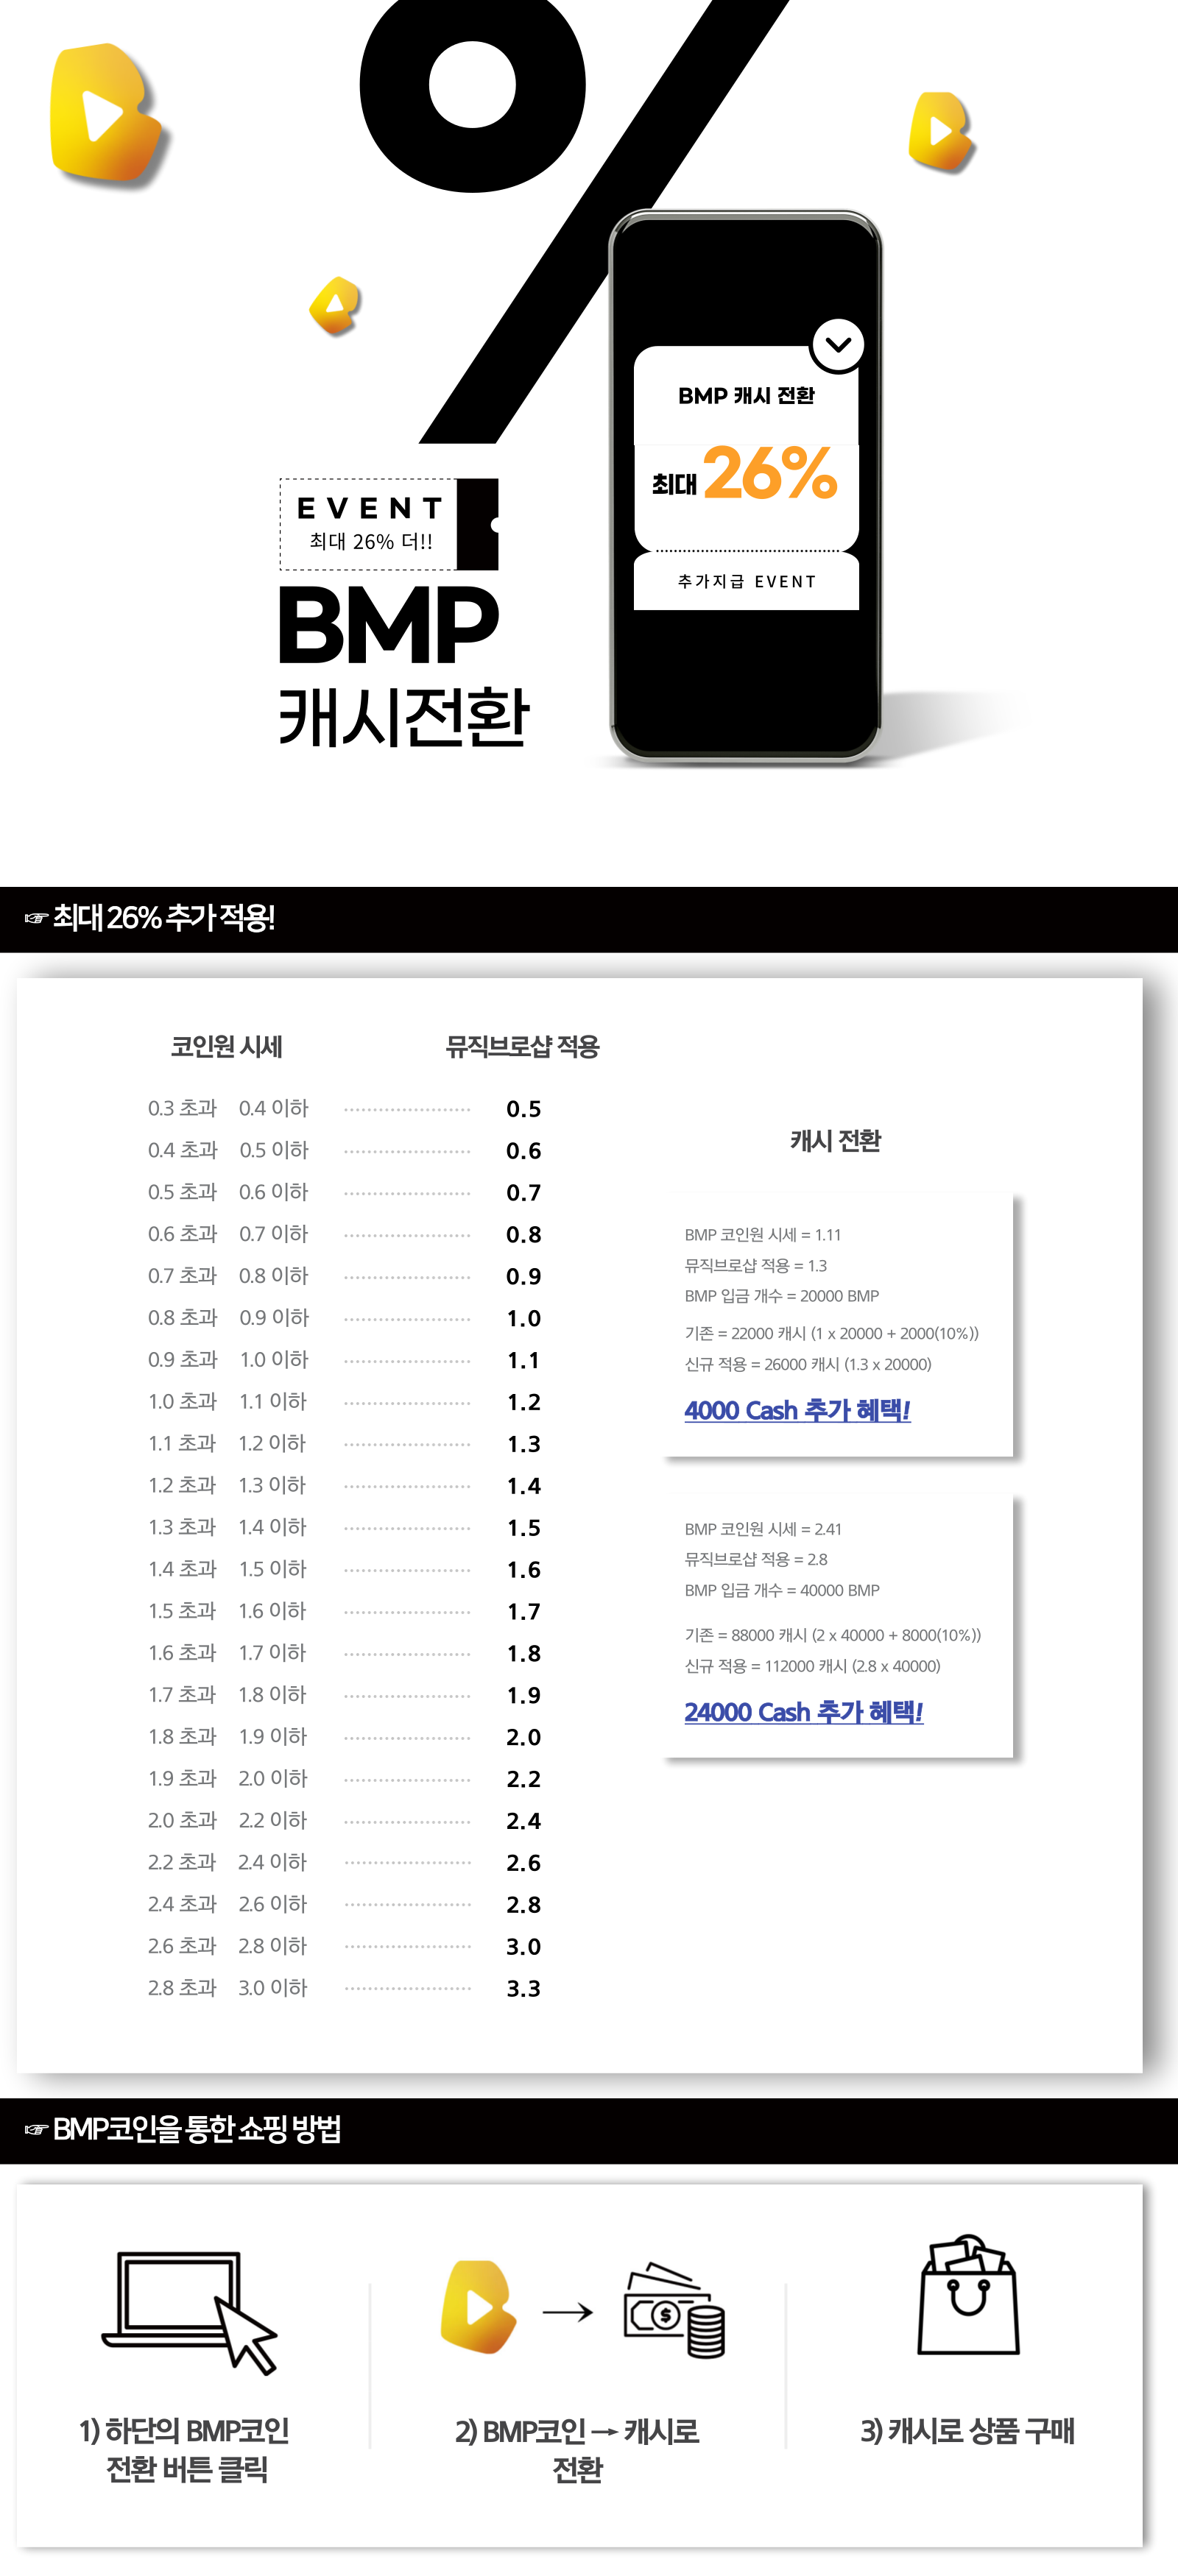 %
BMP 캐시 전환
최대 26%
추가지급 EVENT
EVENT
최대 26% 더!!
BMP
캐시전환
☞ 최대 26% 추가 적용!
코인원 시세 뮤직브로샵 적용
0.3 초과 0.4 이하 0.5
0.4 초과 0.5 이하 0.6
0.5 초과 0.6 이하 0.7
0.6 초과 0.7 이하 0.8
0.7 초과 0.8 이하 0.9
0.8 초과 0.9 이하 1.0
0.9 초과 1.0 이하 1.1
1.0 초과 1.1 이하 1.2
1.1 초과 1.2 이하 1.3
1.2 초과 1.3 이하 1.4
1.3 초과 1.4 이하 1.5
1.4 초과 1.5 이하 1.6
1.5 초과 1.6 이하 1.7
1.6 초과 1.7 이하 1.8
1.7 초과 1.8 이하 1.9
1.8 초과 1.9 이하 2.0
1.9 초과 2.0 이하 2.2
2.0 초과 2.2 이하 2.4
2.2 초과 2.4 이하 2.6
2.4 초과 2.6 이하 2.8
2.6 초과 2.8 이하 3.0
2.8 초과 3.0 이하 3.3
캐시 전환
BMP 코인원 시세 = 1.11
뮤직브로샵 적용 = 1.3
BMP 입금 개수 = 20000 BMP
기존 = 22000 캐시 (1 x 20000 + 2000(10%))
신규 적용 = 26000 캐시 (1.3 x 20000)
4000 Cash 추가 혜택!
BMP 코인원 시세 = 2.41
뮤직브로샵 적용 = 2.8
BMP 입금 개수 = 40000 BMP
기존 = 88000 캐시 (2 x 40000 + 8000(10%))
신규 적용 = 112000 캐시 (2.8 x 40000)
24000 Cash 추가 혜택!
☞ BMP코인을 통한 쇼핑 방법
1) 하단의 BMP코인
전환 버튼 클릭
2) BMP코인 → 캐시로
전환
3) 캐시로 상품 구매